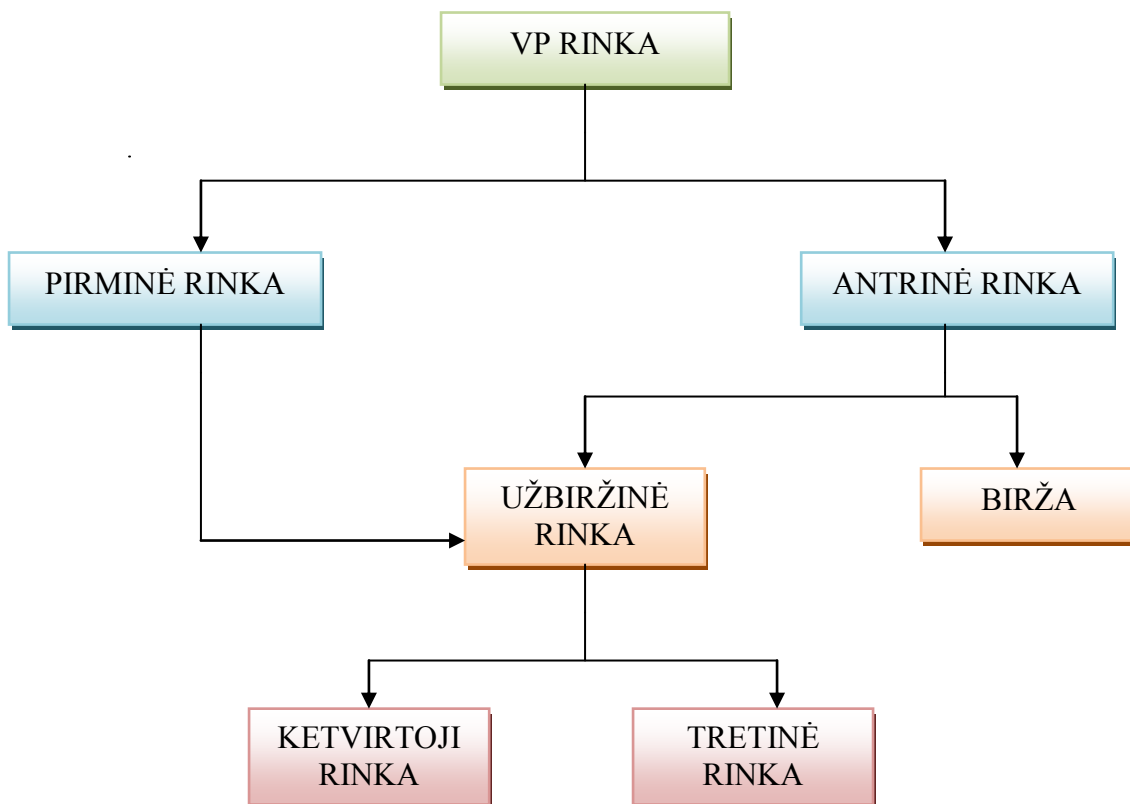 VP RINKA
PIRMINĖ RINKA
ANTRINĖ RINKA
UŽBIRŽINĖ
RINKA
BIRŽA
KETVIRTOJI
RINKA
TRETINĖ
RINKA